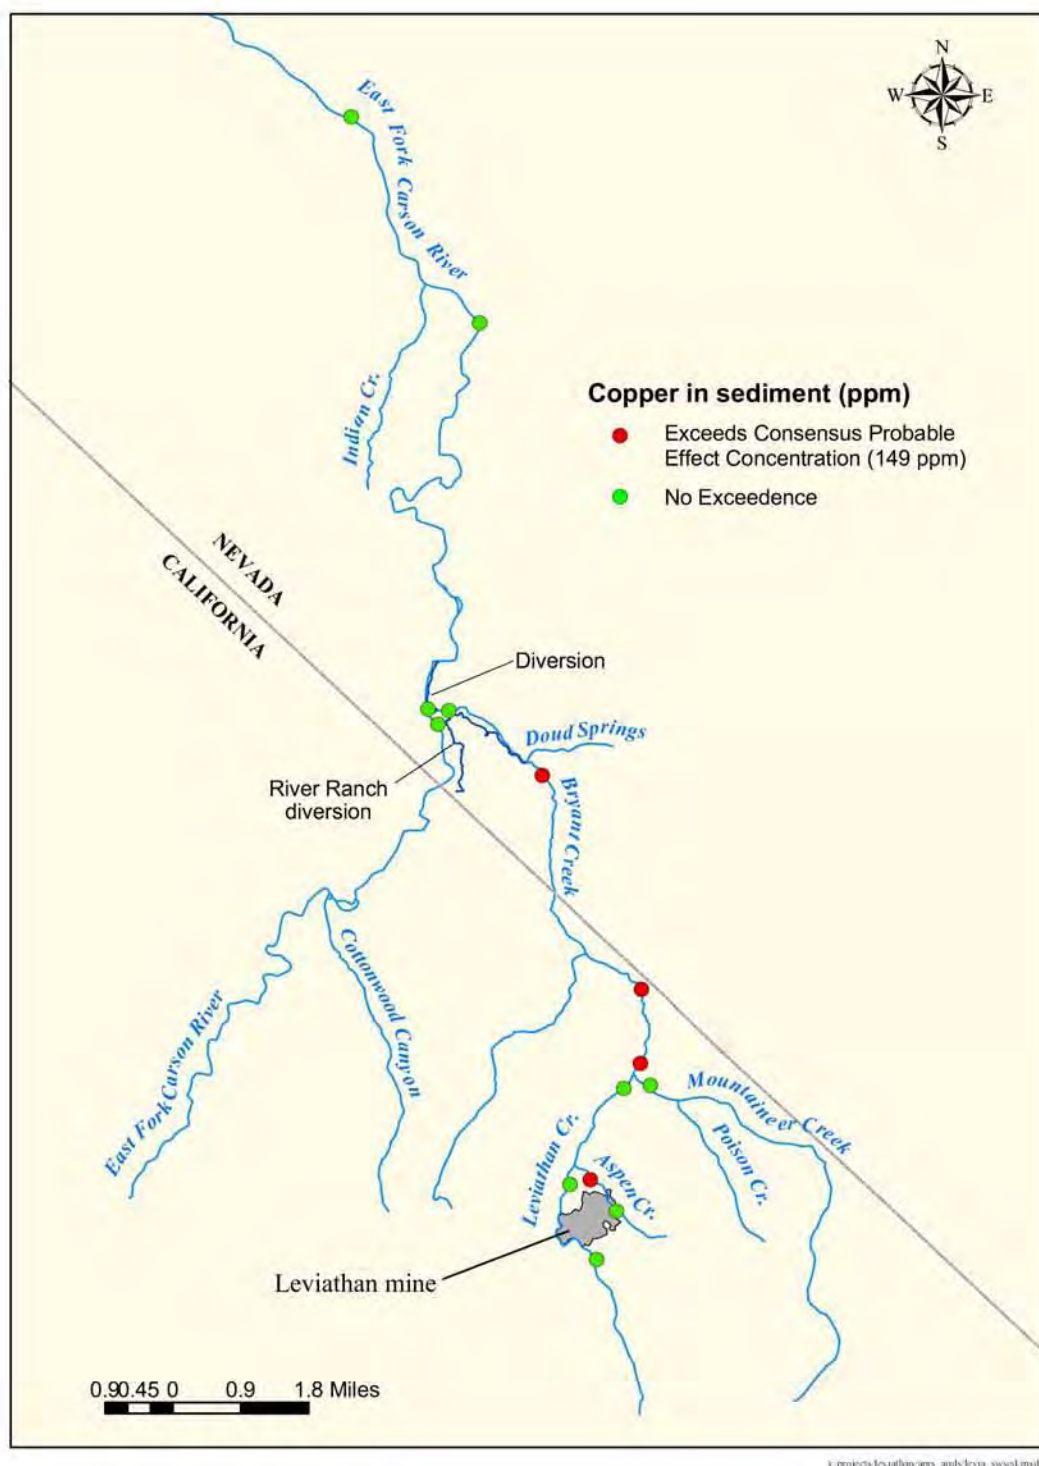 N
W E
S
East Fork Carson River
Indian Cr.
Copper in sediment (ppm)
Exceeds Consensus Probable
Effect Concentration (149 ppm)
No Exceedence
NEVADA
CALIFORNIA
Diversion
Doud Springs
River Ranch
diversion
Bryant Creek
Cottonwood Canyon
East Fork Carson River
Mountaineer Creek
Poison Cr.
Leviathan Cr.
Aspen Cr.
Leviathan mine
0.90.45 0 0.9 1.8 Miles